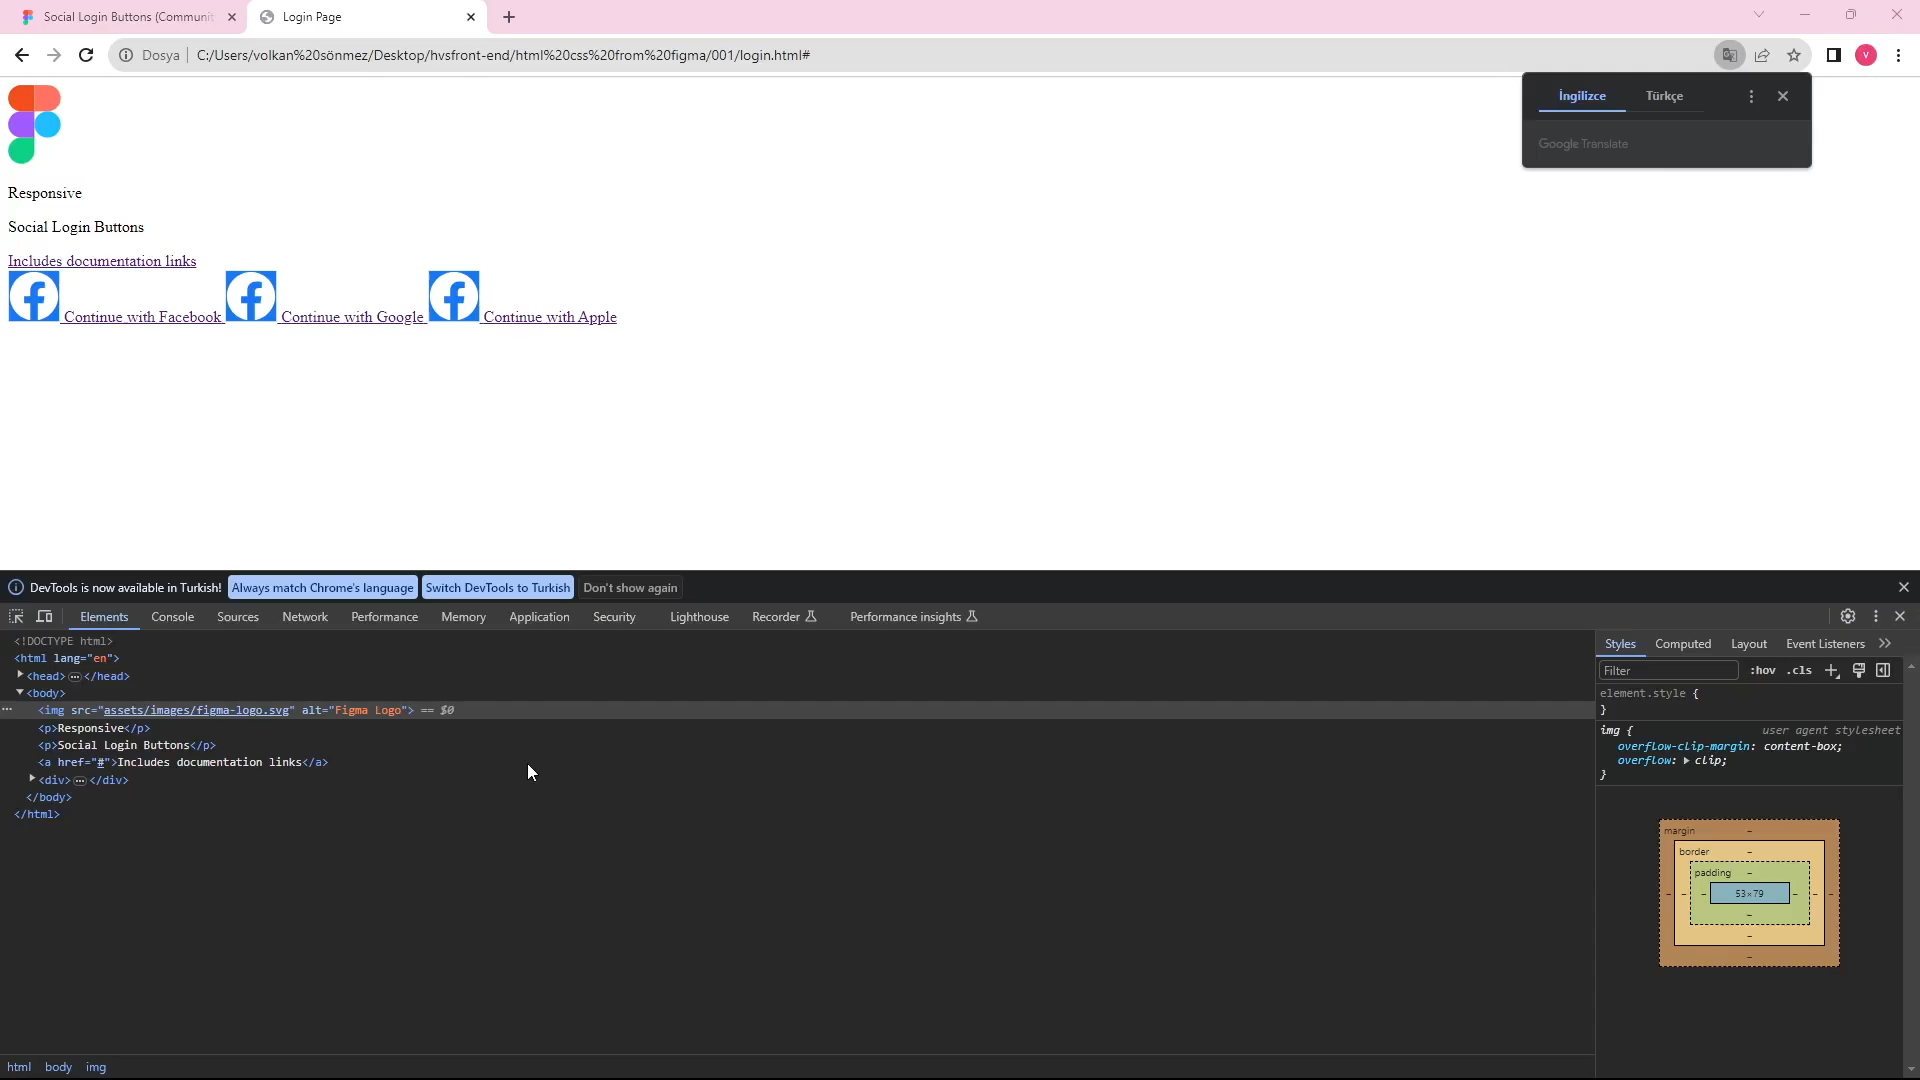 Social Login Buttons (Communit
Login Page
Dosya
C:/Users/volkan%20sönmez/Desktop/hvsfront-end/html%20css%20from%20figma/001/login.html#
V
İngilizce Türkçe
Google Translate
Responsive
Social Login Buttons
Includes documentation links
Continue with Facebook Continue with Google Continue with Apple
DevTools is now available in Turkish! Always match Chrome's language Switch DevTools to Turkish Don't show again
Elements Console Sources Network Performance Memory Application Security Lighthouse Recorder Performance insights
<!DOCTYPE html>
<html lang="en">
<head>…</head>
<body>
<img src="assets/images/figma-logo.svg" alt="Figma Logo"> == $0
<p>Responsive</p>
<p>Social Login Buttons</p>
<a href="#">Includes documentation links</a>
<div>…</div>
</body>
</html>
html body img
Styles Computed Layout Event Listeners
Filter :hov .cls
element.style {
}
img { user agent stylesheet
overflow-clip-margin: content-box;
overflow: clip;
}
margin –
border –
padding –
– – – 53×79 – – –
–
–
–